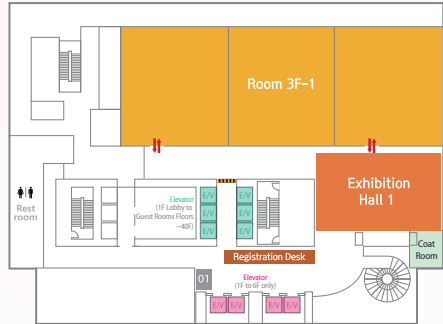 Room 3F-1
Exhibition
Hall 1
Rest
room
Elevator
(1F Lobby to
Guest Rooms Floors
~40F)
E/V
E/V
E/V
E/V
E/V
E/V
Coat
Room
Registration Desk
01
Elevator
(1F to 6F only)
E/V
E/V
E/V
E/V